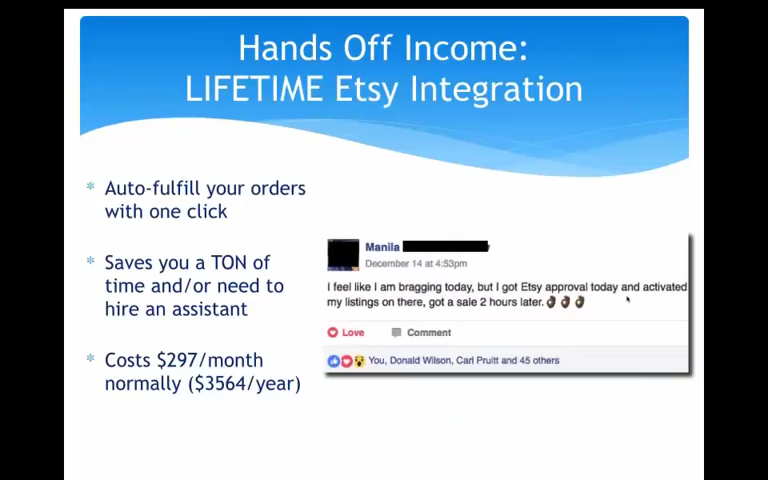 Hands Off Income:
LIFETIME Etsy Integration
* Auto-fulfill your orders
with one click
* Saves you a TON of
time and/or need to
hire an assistant
* Costs $297/month
normally ($3564/year)
Manila
December 14 at 4:53pm
I feel like I am bragging today, but I got Etsy approval today and activated
my listings on there, got a sale 2 hours later.👌🏿👌🏿👌🏿
Love Comment
You, Donald Wilson, Carl Pruitt and 45 others